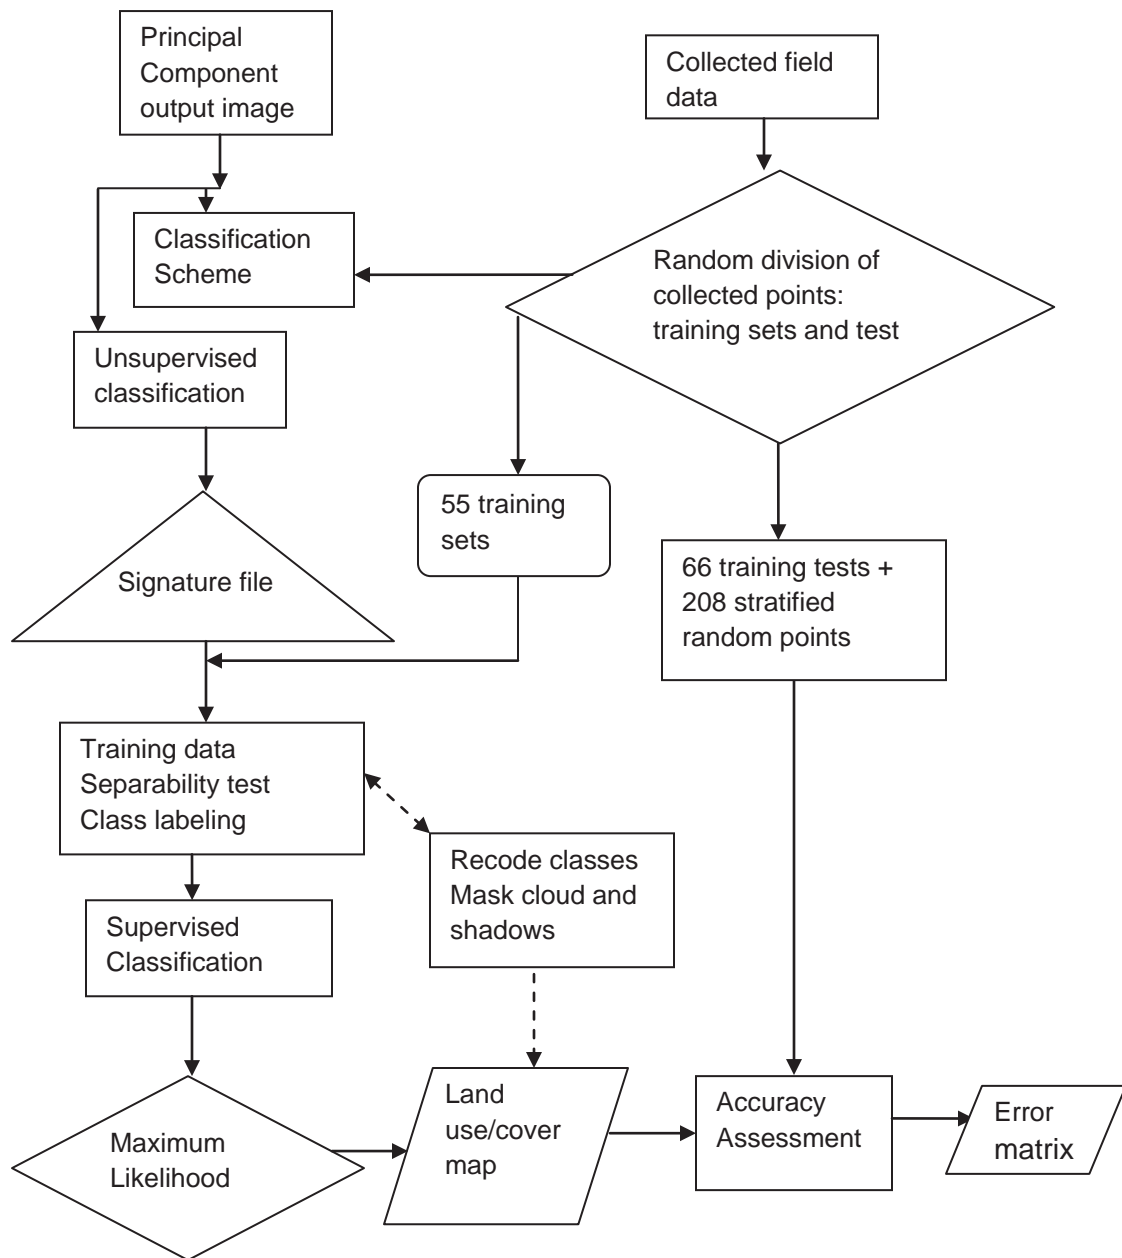 Principal
Component
output image
Collected field
data
Classification
Scheme
Random division of
collected points:
training sets and test
Unsupervised
classification
55 training
sets
Signature file
66 training tests +
208 stratified
random points
Training data
Separability test
Class labeling
Recode classes
Mask cloud and
shadows
Supervised
Classification
Land
use/cover
map
Accuracy
Assessment
Error
matrix
Maximum
Likelihood